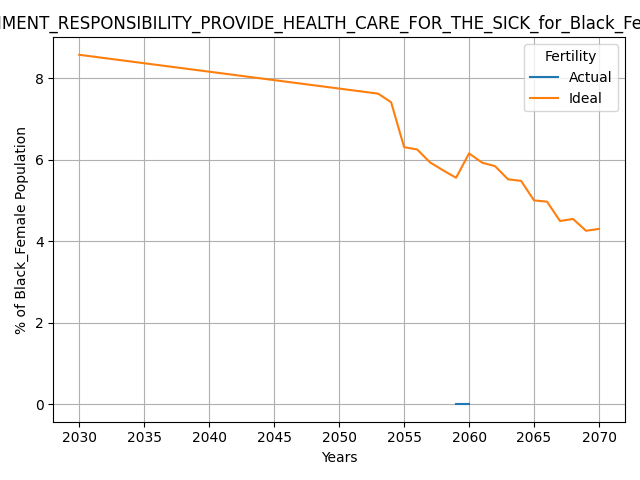 NMENT_RESPONSIBILITY_PROVIDE_HEALTH_CARE_FOR_THE_SICK_for_Black_Fe
Fertility
Actual
Ideal
% of Black_Female Population
8
6
4
2
0
2030 2035 2040 2045 2050 2055 2060 2065 2070
Years